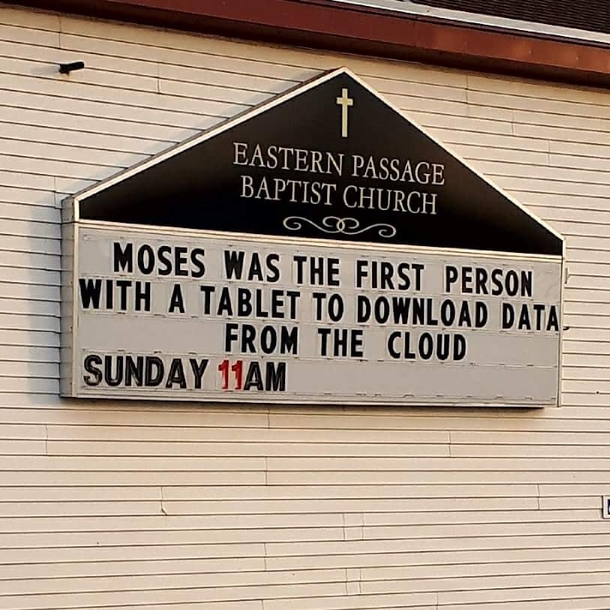 EASTERN PASSAGE
BAPTIST CHURCH
MOSES WAS THE FIRST PERSON
WITH A TABLET TO DOWNLOAD DATA
FROM THE CLOUD
SUNDAY 11AM